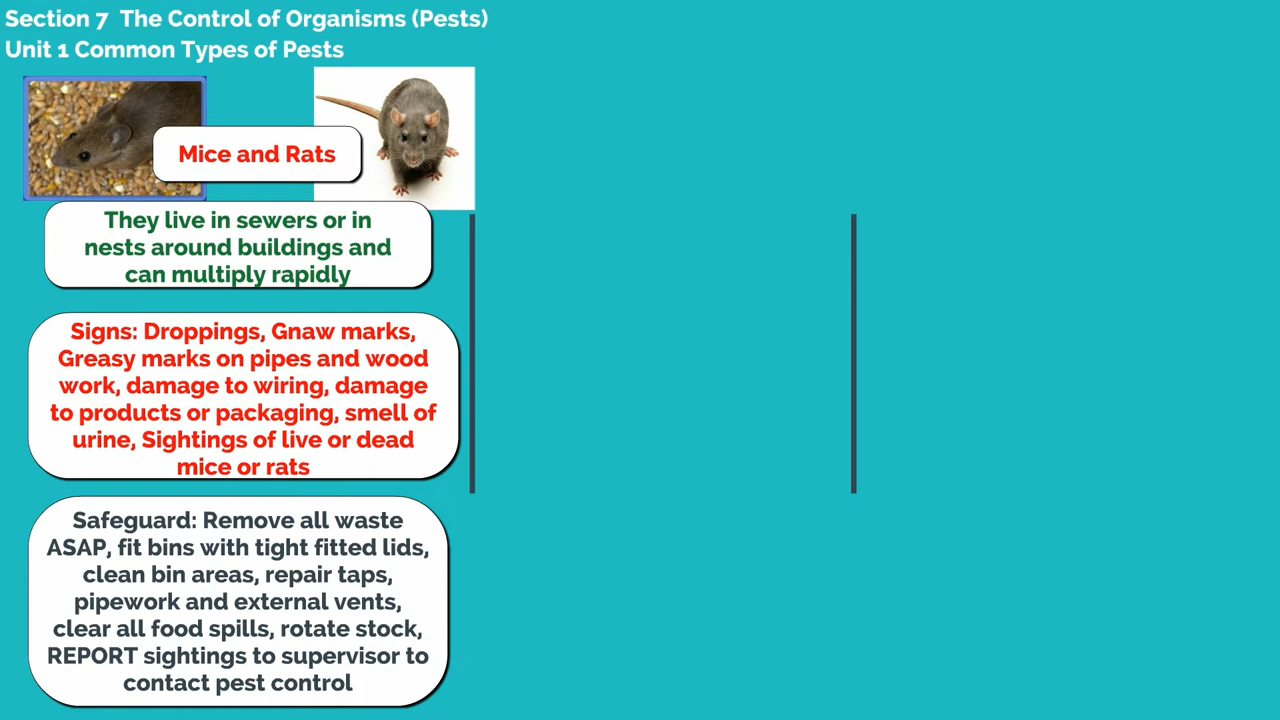 Section 7 The Control of Organisms (Pests)
Unit 1 Common Types of Pests
Mice and Rats
They live in sewers or in
nests around buildings and
can multiply rapidly
Signs: Droppings, Gnaw marks,
Greasy marks on pipes and wood
work, damage to wiring, damage
to products or packaging, smell of
urine, Sightings of live or dead
mice or rats
Safeguard: Remove all waste
ASAP, fit bins with tight fitted lids,
clean bin areas, repair taps,
pipework and external vents,
clear all food spills, rotate stock,
REPORT sightings to supervisor to
contact pest control